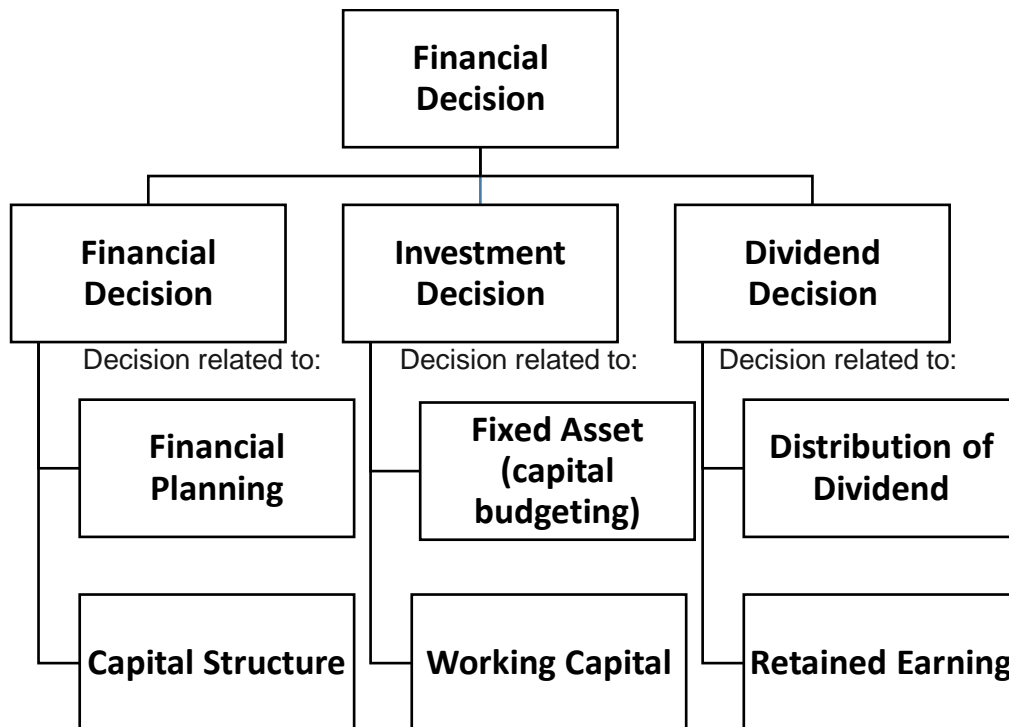 Financial
Decision
Financial
Decision
Investment
Decision
Dividend
Decision
Decision related to:
Decision related to:
Decision related to:
Financial
Planning
Fixed Asset
(capital
budgeting)
Distribution of
Dividend
Capital Structure
Working Capital
Retained Earning